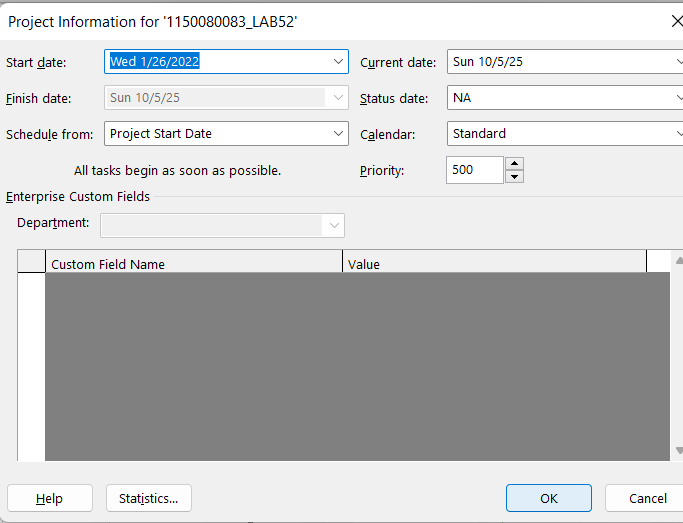 Project Information for '1150080083_LAB52'
Start date: Wed 1/26/2022 Current date: Sun 10/5/25
Finish date: Sun 10/5/25 Status date: NA
Schedule from: Project Start Date Calendar: Standard
All tasks begin as soon as possible. Priority: 500
Enterprise Custom Fields
Department:
Custom Field Name Value
Help Statistics... OK Cancel